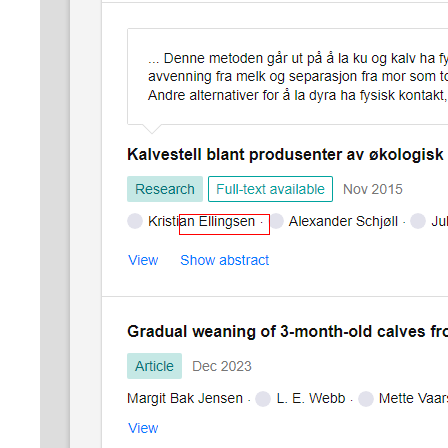 ... Denne metoden går ut på å la ku og kalv ha
avvenning fra melk og separasjon fra mor som
Andre alternativer for å la dyra ha fysisk kontakt,
Kalvestell blant produsenter av økologisk
Research Full-text available Nov 2015
Kristian Ellingsen · Alexander Schjøll ·
View Show abstract
Gradual weaning of 3-month-old calves
Article Dec 2023
Margit Bak Jensen · L. E. Webb · Mette
View